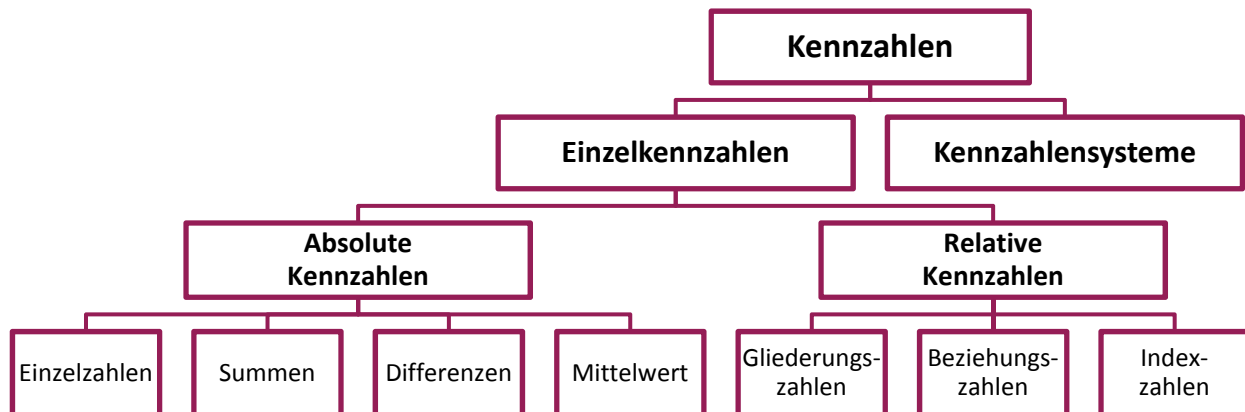 Kennzahlen
Einzelkennzahlen
Kennzahlensysteme
Absolute
Kennzahlen
Relative
Kennzahlen
Einzelzahlen
Summen
Differenzen
Mittelwert
Gliederungs-
zahlen
Beziehungs-
zahlen
Index-
zahlen